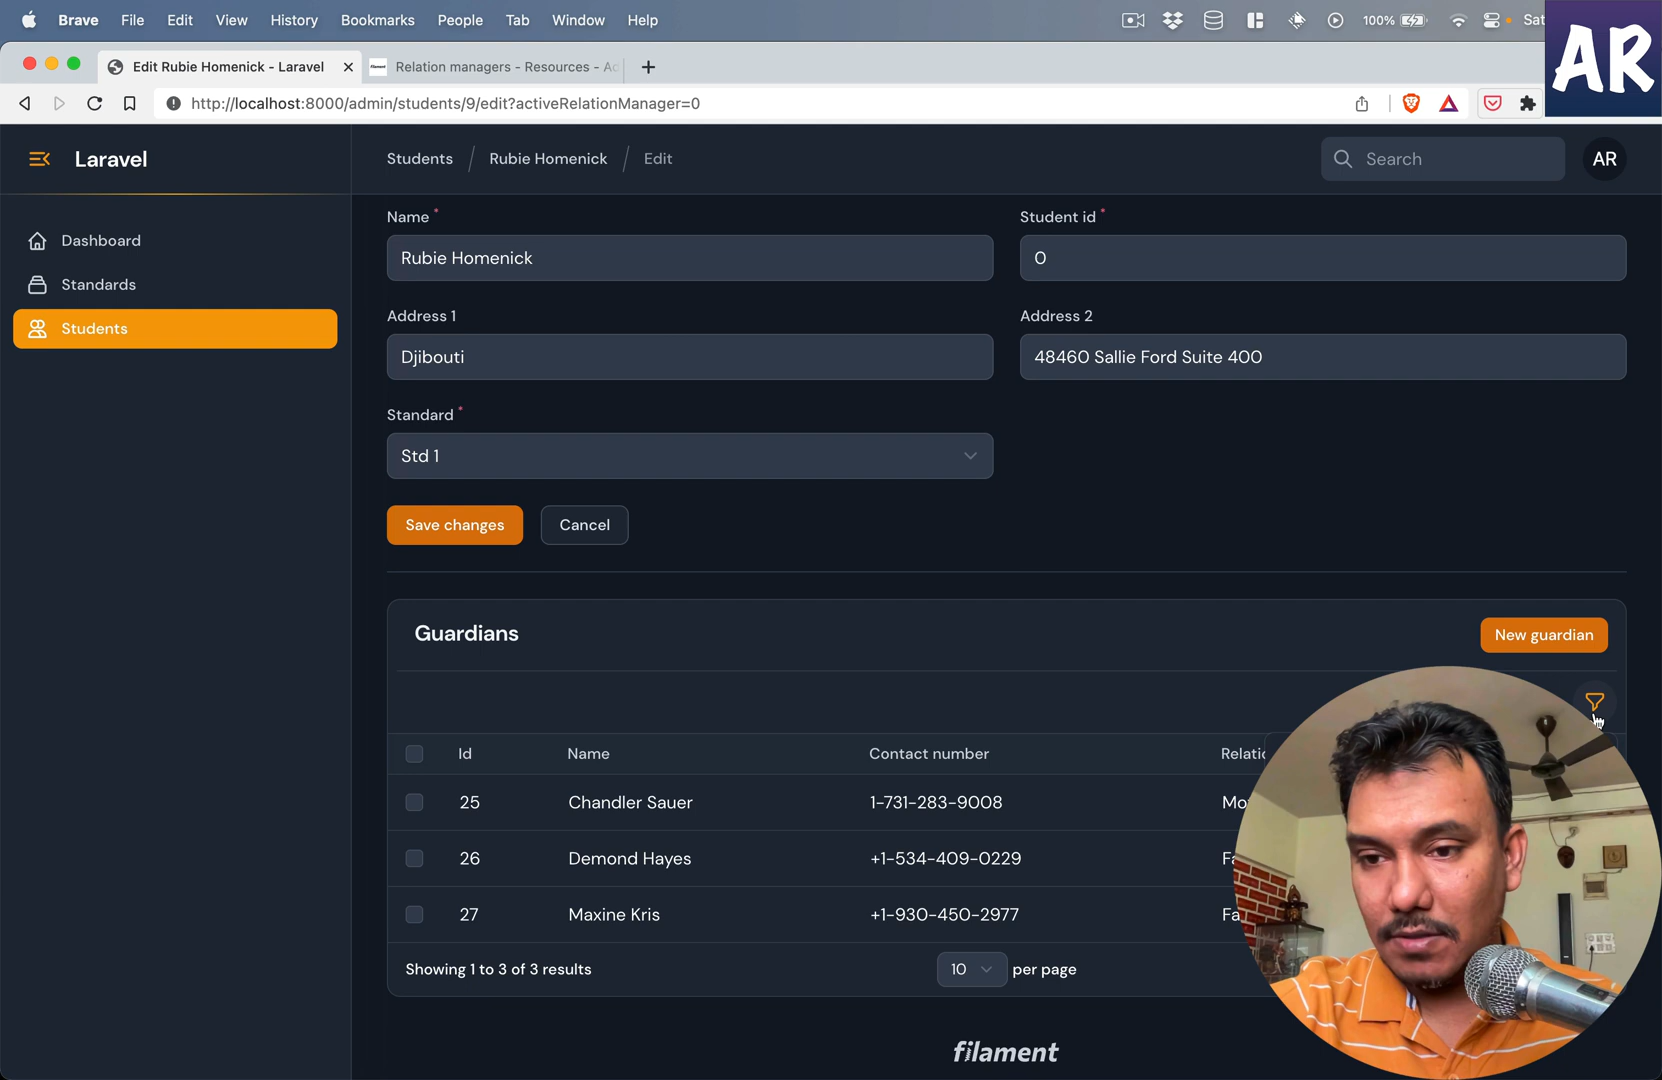 Brave File Edit View History Bookmarks People Tab Window Help 100% Sat
AR
Edit Rubie Homenick - Laravel
Relation managers - Resources - Ac
http://localhost:8000/admin/students/9/edit?activeRelationManager=0
Laravel
Students / Rubie Homenick / Edit
Search
AR
Dashboard
Standards
Students
Name *
Student id *
Rubie Homenick
0
Address 1
Address 2
Djibouti
48460 Sallie Ford Suite 400
Standard *
Std 1
Save changes
Cancel
Guardians
New guardian
Id Name Contact number Relatio
25 Chandler Sauer 1-731-283-9008 Mo
26 Demond Hayes +1-534-409-0229 Fa
27 Maxine Kris +1-930-450-2977 Fa
Showing 1 to 3 of 3 results
10 per page
filament